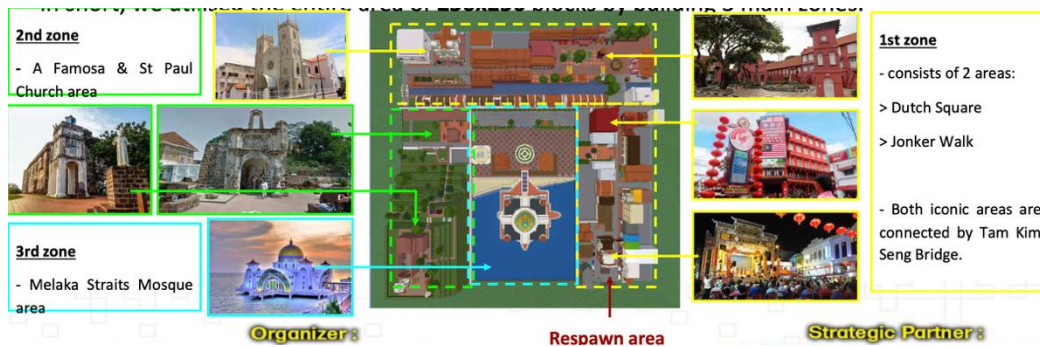 In short, we utilised the entire area of 250x250 blocks by building 3 main zones.
2nd zone
- A Famosa & St Paul
Church area
3rd zone
- Melaka Straits Mosque
area
1st zone
- consists of 2 areas:
> Dutch Square
> Jonker Walk
- Both iconic areas are
connected by Tam Kim
Seng Bridge.
Organizer :
Respawn area
Strategic Partner :